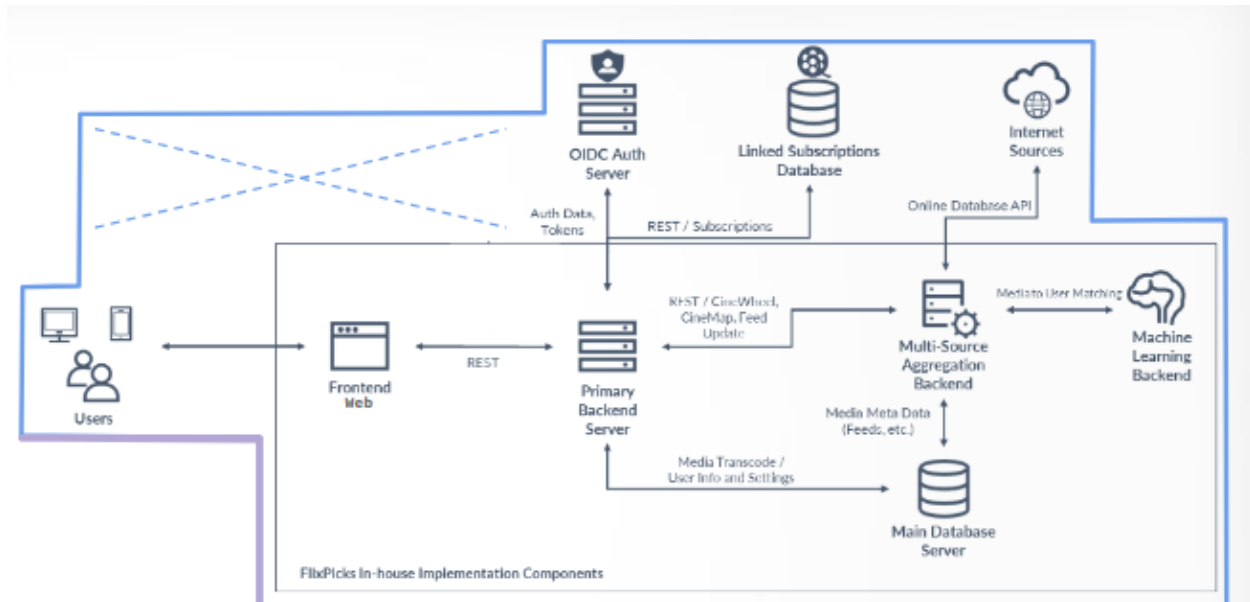 OIDC Auth
Server
Linked Subscriptions
Database
Internet
Sources
Auth Data,
Tokens
REST / Subscriptions
Online Database API
Users
Frontend
Web
REST
Primary
Backend
Server
REST / CineWheel,
CineMap, Feed
Update
Multi-Source
Aggregation
Backend
Media to User Matching
Machine
Learning
Backend
Media Meta Data
(Feeds, etc.)
Media Transcode /
User Info and Settings
Main Database
Server
FlixPicks In-house Implementation Components